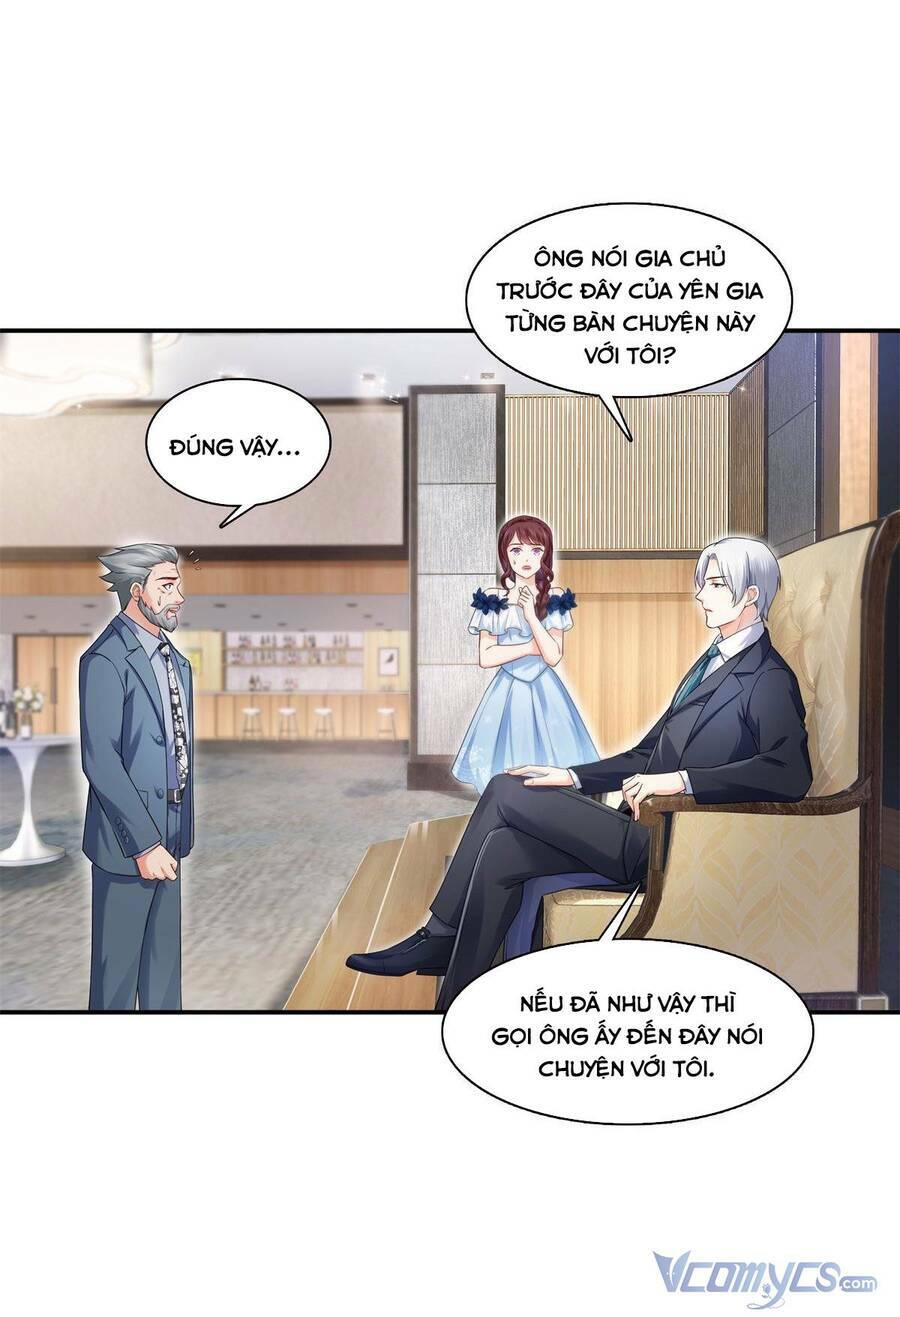 ÔNG NÓI GIA CHỦ
TRƯỚC ĐÂY CỦA YÊN GIA
TỪNG BÀN CHUYỆN NÀY
VỚI TÔI?
ĐÚNG VẬY...
NẾU ĐÃ NHƯ VẬY THÌ
GỌI ÔNG ẤY ĐẾN ĐÂY NÓI
CHUYỆN VỚI TÔI.
VCOMYCS.com